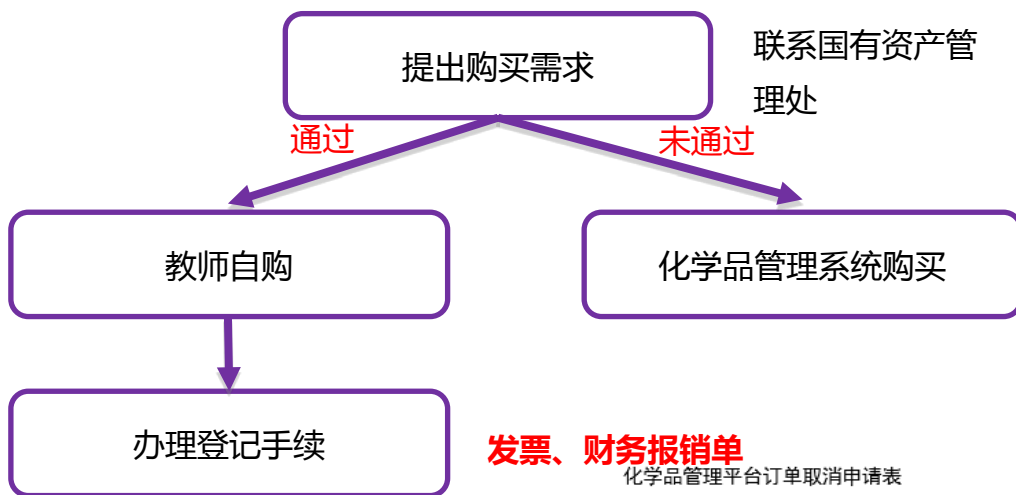 提出购买需求
联系国有资产管
理处
通过
未通过
教师自购
化学品管理系统购买
办理登记手续
发票、财务报销单
化学品管理平台订单取消申请表